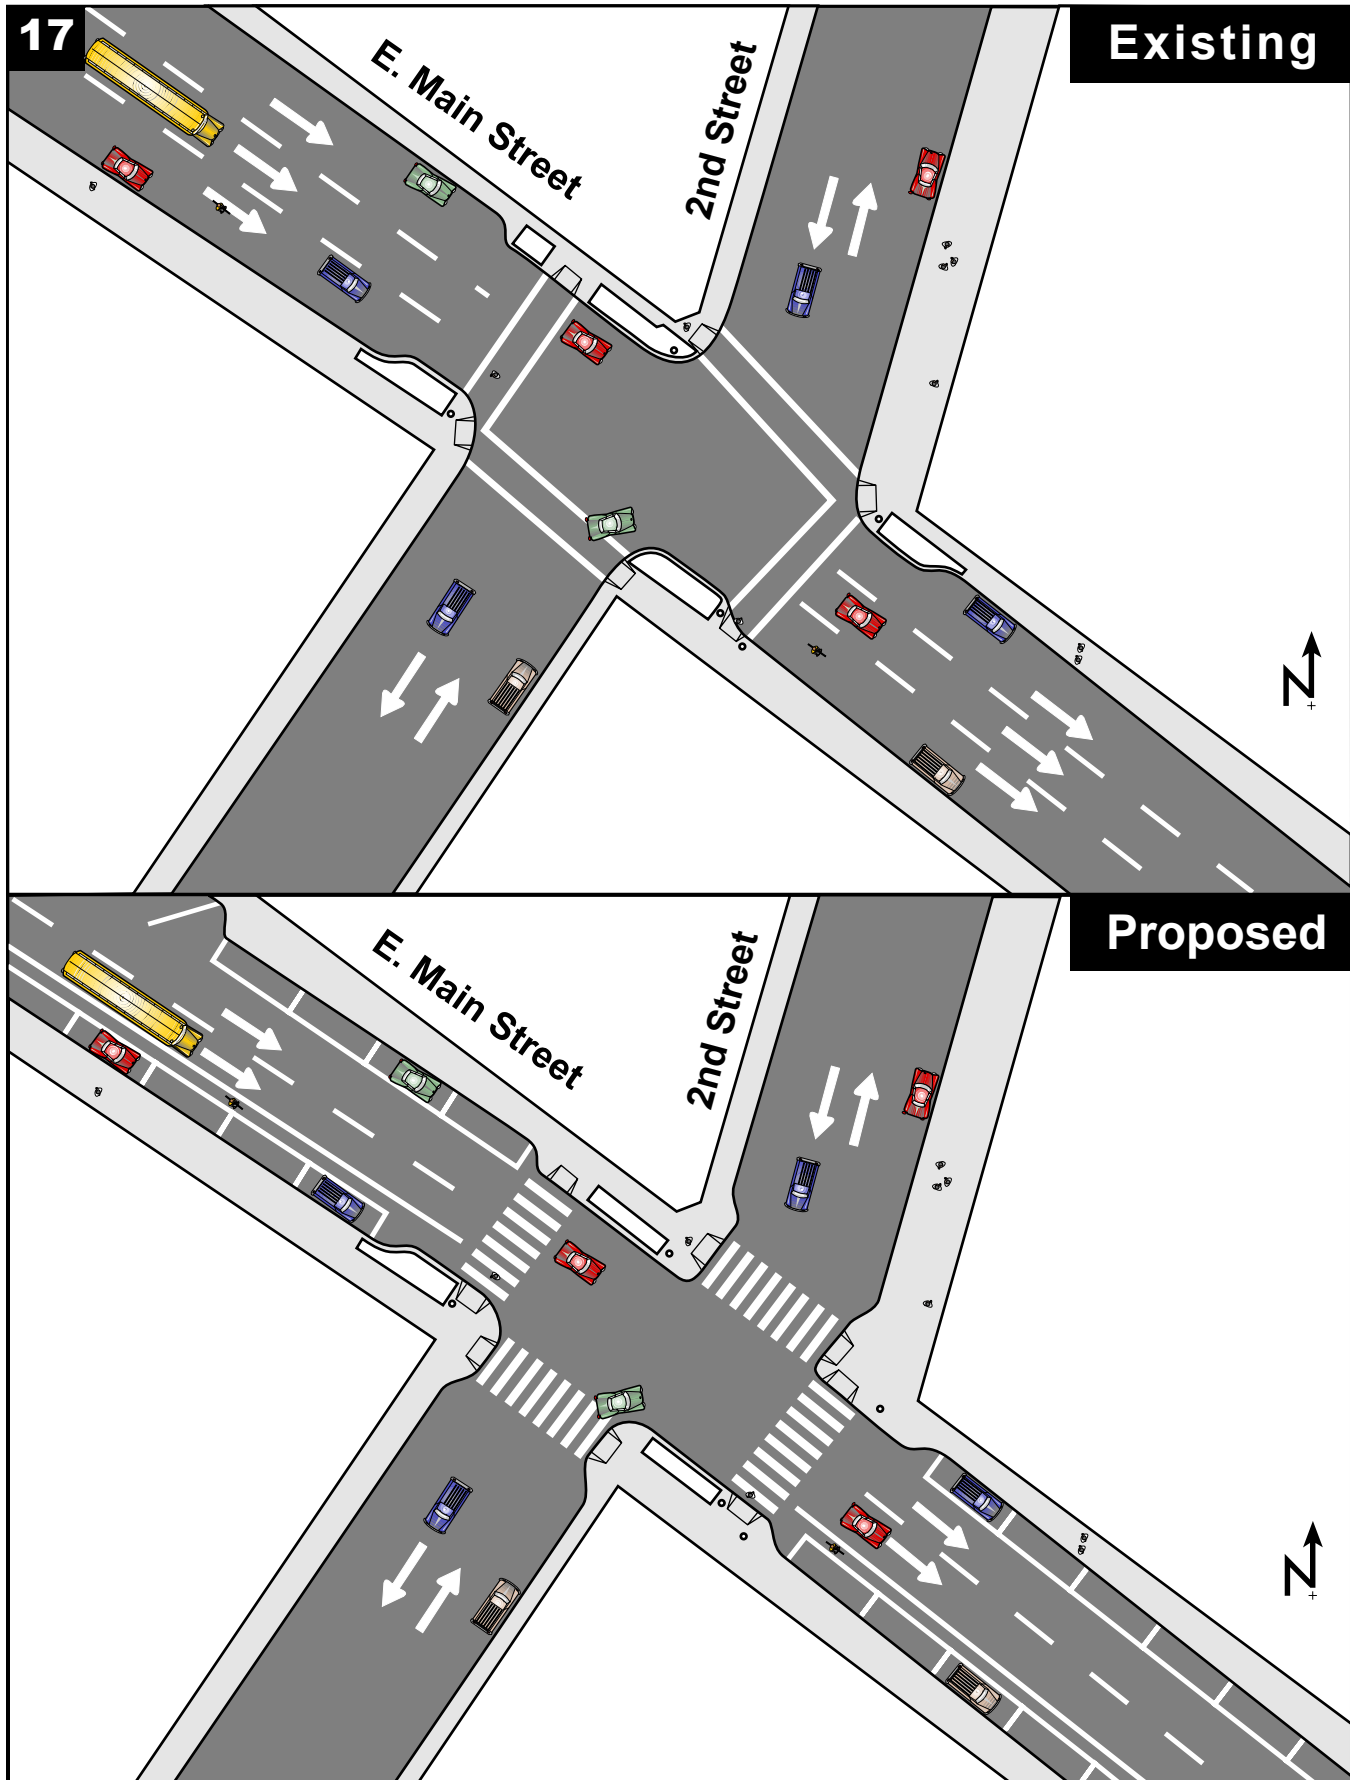 17
Existing
E. Main Street
2nd Street
N
Proposed
E. Main Street
2nd Street
N